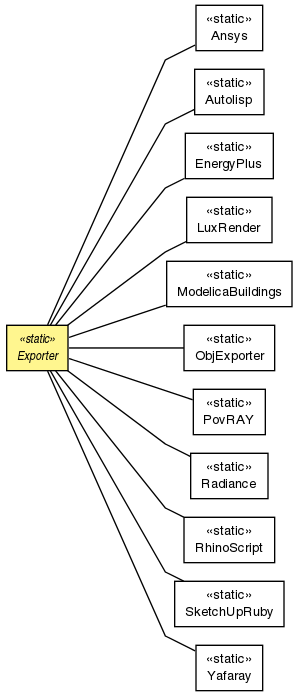 «static»
Ansys
«static»
Autolisp
«static»
EnergyPlus
«static»
LuxRender
«static»
ModelicaBuildings
«static»
Exporter
«static»
ObjExporter
«static»
PovRAY
«static»
Radiance
«static»
RhinoScript
«static»
SketchUpRuby
«static»
Yafaray